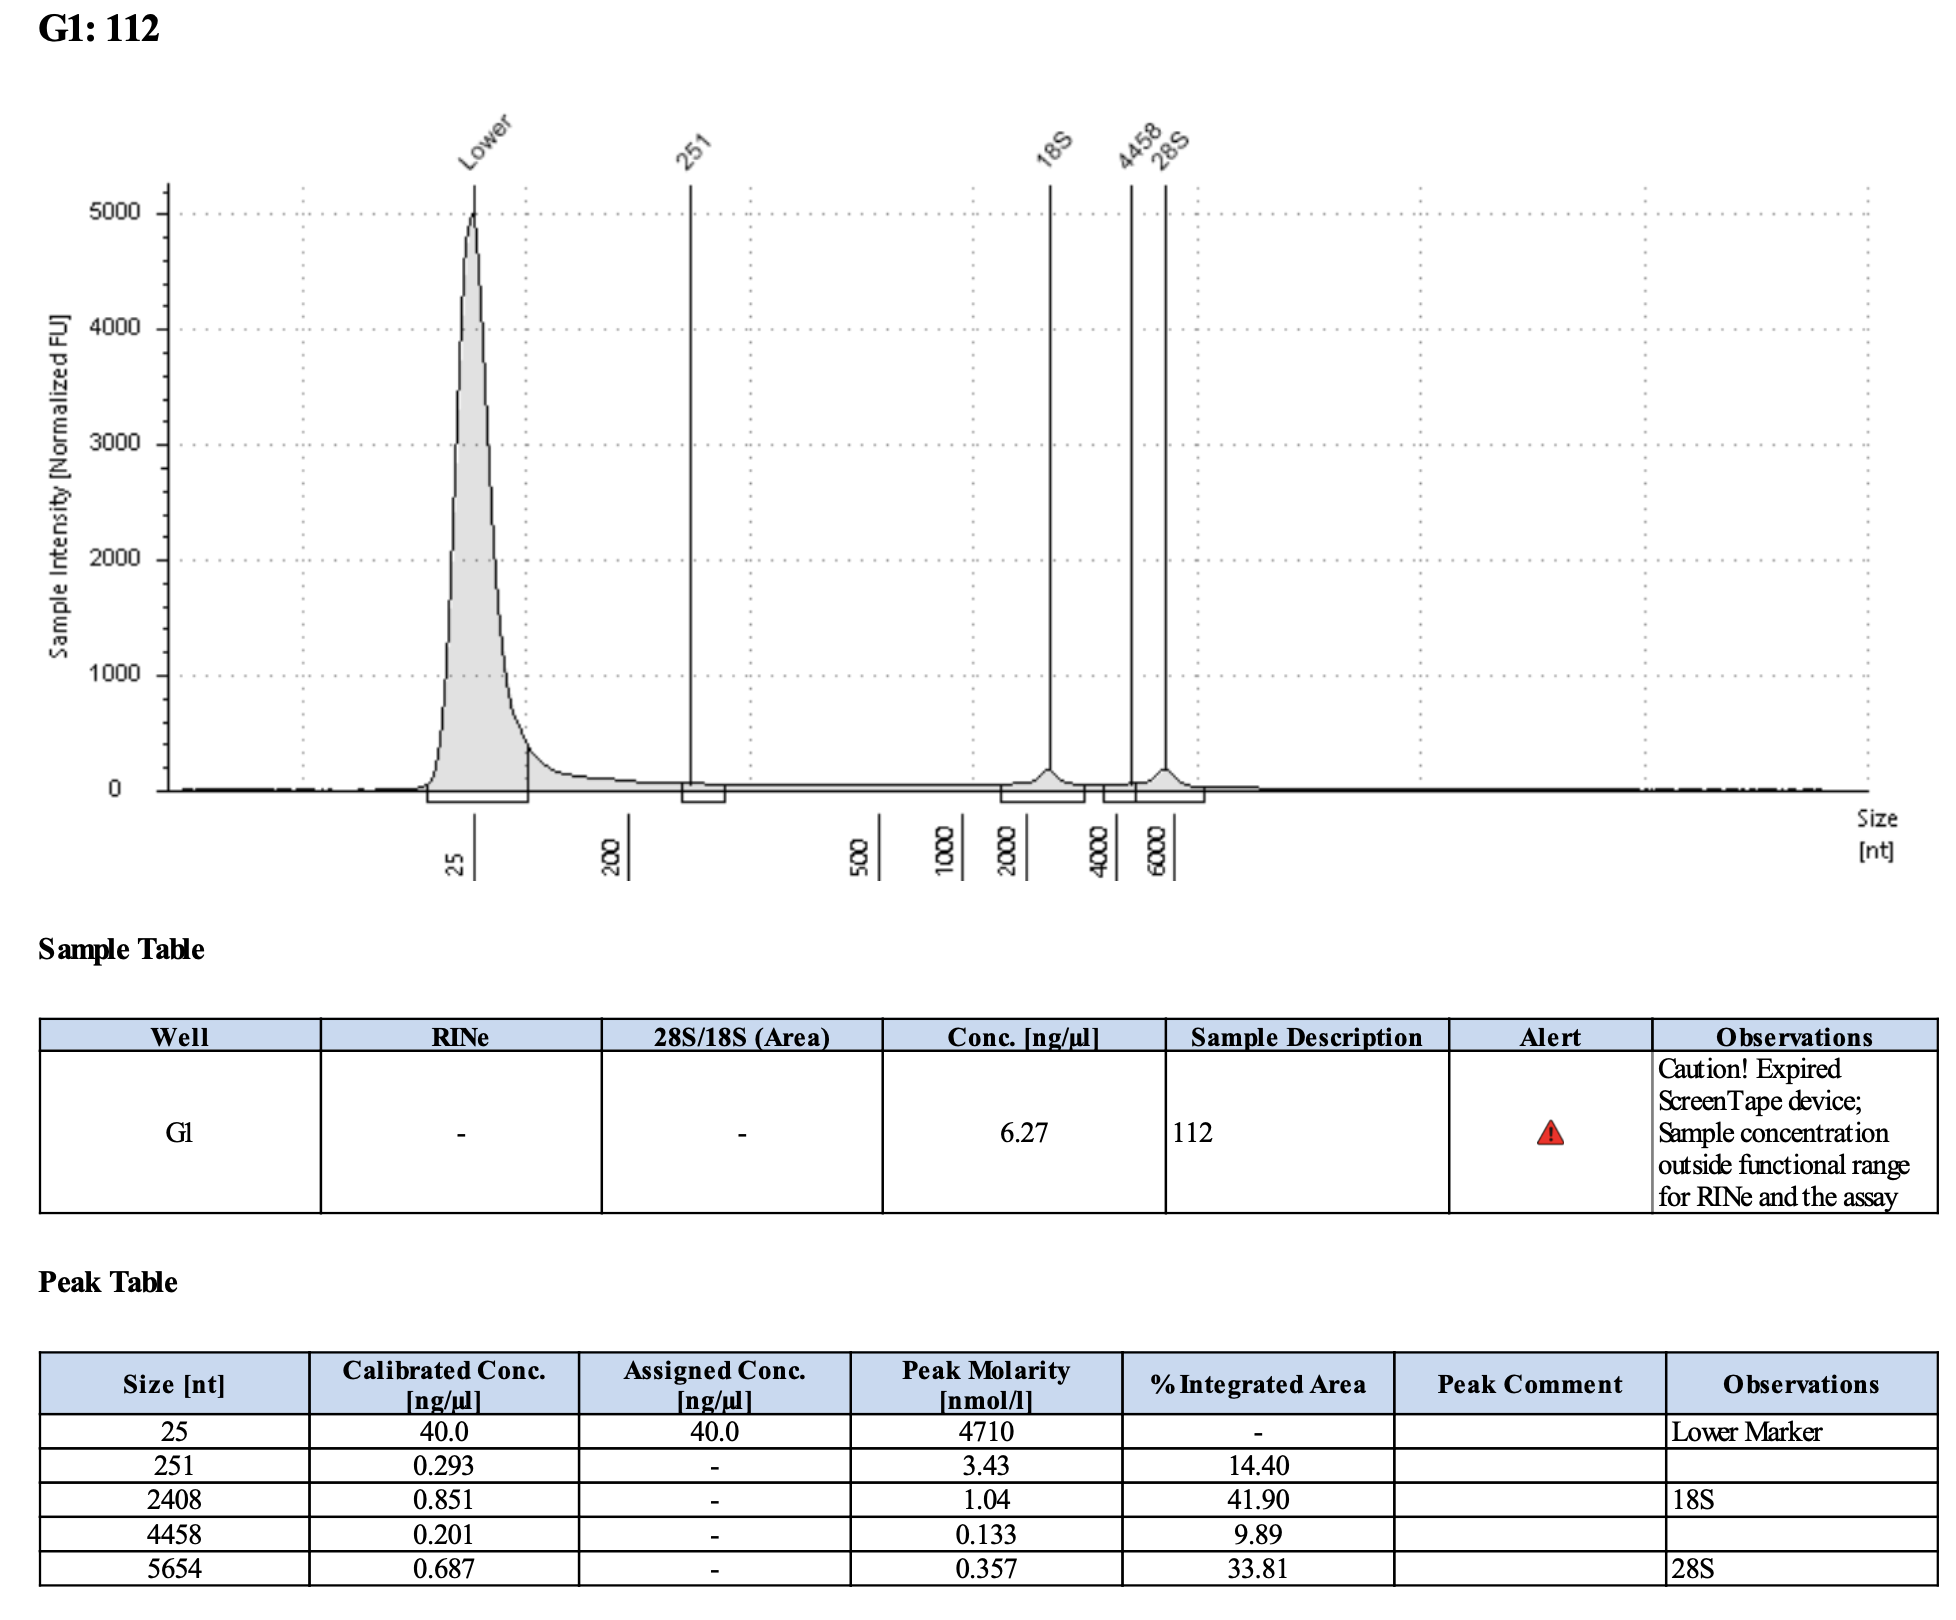 G1: 112
Lower
251
18S
4458
28S
Sample Intensity [Normalized FU]
5000
4000
3000
2000
1000
0
25
200
500
1000
2000
4000
6000
Size
[nt]
Sample Table
Well RINe 28S/18S (Area) Conc. [ng/µl] Sample Description Alert Observations
G1 - - 6.27 112 Caution! Expired
ScreenTape device;
Sample concentration
outside functional range
for RINe and the assay
Peak Table
Size [nt] Calibrated Conc. [ng/µl] Assigned Conc. [ng/µl] Peak Molarity [nmol/l] % Integrated Area Peak Comment Observations
25 40.0 40.0 4710 - Lower Marker
251 0.293 - 3.43 14.40
2408 0.851 - 1.04 41.90 18S
4458 0.201 - 0.133 9.89
5654 0.687 - 0.357 33.81 28S